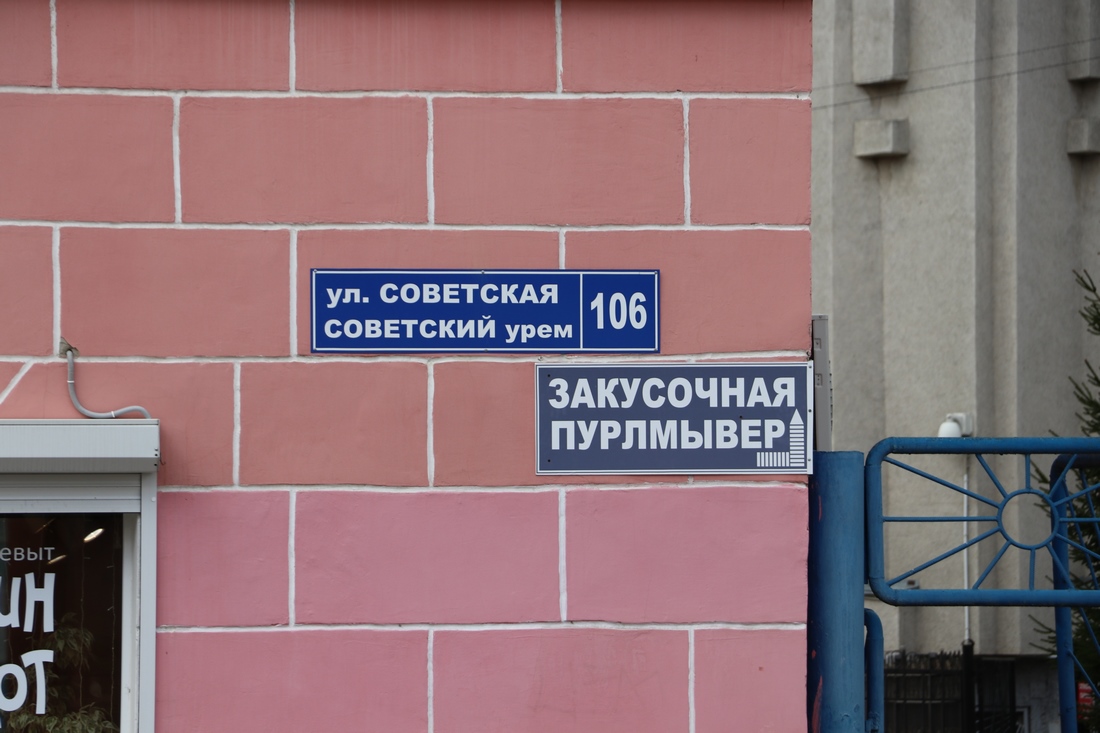 ул. СОВЕТСКАЯ
СОВЕТСКИЙ урем
106
ЗАКУСОЧНАЯ
ПУРЛМЫВЕР